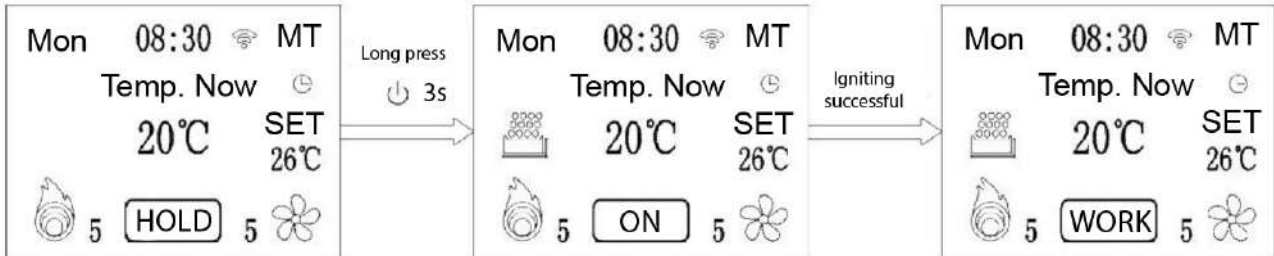 Mon 08:30 MT
Temp. Now
SET
20℃
26℃
5 HOLD 5
Long press
3s
Mon 08:30 MT
Temp. Now
SET
20℃
26℃
5 ON 5
Igniting
successful
Mon 08:30 MT
Temp. Now
SET
20℃
26℃
5 WORK 5